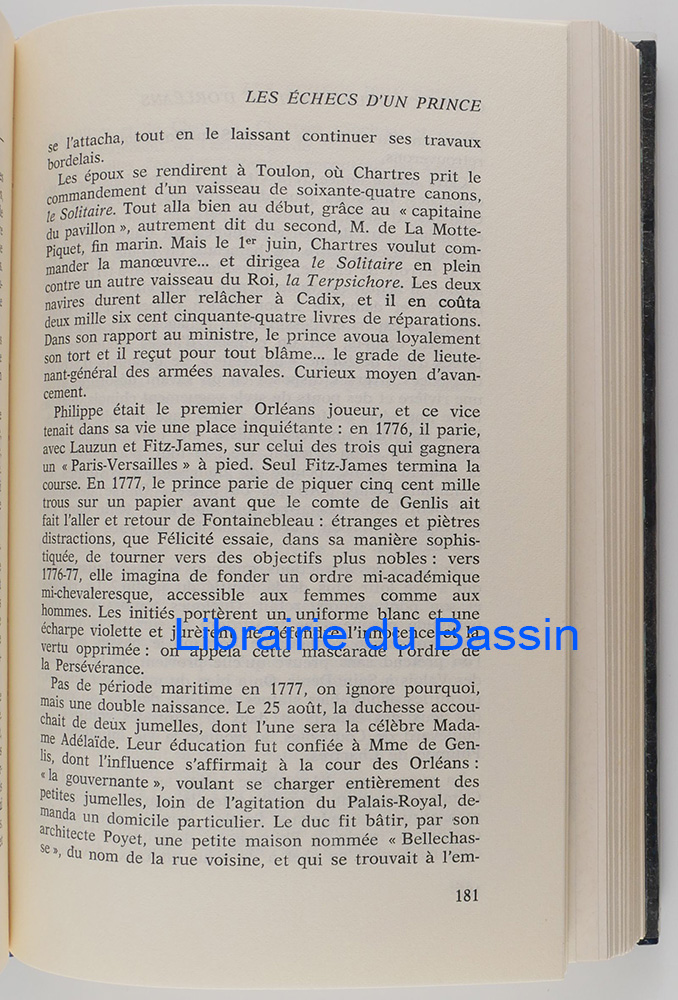 LES ÉCHECS D'UN PRINCE
se l'attacha, tout en le laissant continuer ses travaux
bordelais.
Les époux se rendirent à Toulon, où Chartres prit le
commandement d'un vaisseau de soixante-quatre canons,
le Solitaire. Tout alla bien au début, grâce au « capitaine
du pavillon », autrement dit du second, M. de La Motte-
Piquet, fin marin. Mais le 1er juin, Chartres voulut com-
mander la manœuvre... et dirigea le Solitaire en plein
contre un autre vaisseau du Roi, la Terpsichore. Les deux
navires durent aller relâcher à Cadix, et il en coûta
deux mille six cent cinquante-quatre livres de réparations.
Dans son rapport au ministre, le prince avoua loyalement
son tort et il reçut pour tout blâme... le grade de lieute-
nant-général des armées navales. Curieux moyen d'avan-
cement.
Philippe était le premier Orléans joueur, et ce vice
tenait dans sa vie une place inquiétante : en 1776, il parie,
avec Lauzun et Fitz-James, sur celui des trois qui gagnera
un « Paris-Versailles » à pied. Seul Fitz-James termina la
course. En 1777, le prince parie de piquer cinq cent mille
trous sur un papier avant que le comte de Genlis ait
fait l'aller et retour de Fontainebleau : étranges et piètres
distractions, que Félicité essaie, dans sa manière sophis-
tiquée, de tourner vers des objectifs plus nobles : vers
1776-77, elle imagina de fonder un ordre mi-académique
mi-chevaleresque, accessible aux femmes comme aux
hommes. Les initiés portèrent un uniforme blanc et une
écharpe violette et jurèrent de défendre l'innocence et la
Librairie du Bassin
vertu opprimée : on appela cette mascarade l'ordre de
la Persévérance.
Pas de période maritime en 1777, on ignore pourquoi,
mais une double naissance. Le 25 août, la duchesse accou-
chait de deux jumelles, dont l'une sera la célèbre Mada-
me Adélaïde. Leur éducation fut confiée à Mme de Gen-
lis, dont l'influence s'affirmait à la cour des Orléans :
« la gouvernante », voulant se charger entièrement des
petites jumelles, loin de l'agitation du Palais-Royal, de-
manda un domicile particulier. Le duc fit bâtir, par son
architecte Poyet, une petite maison nommée « Bellechas-
se », du nom de la rue voisine, et qui se trouvait à l'em-
181